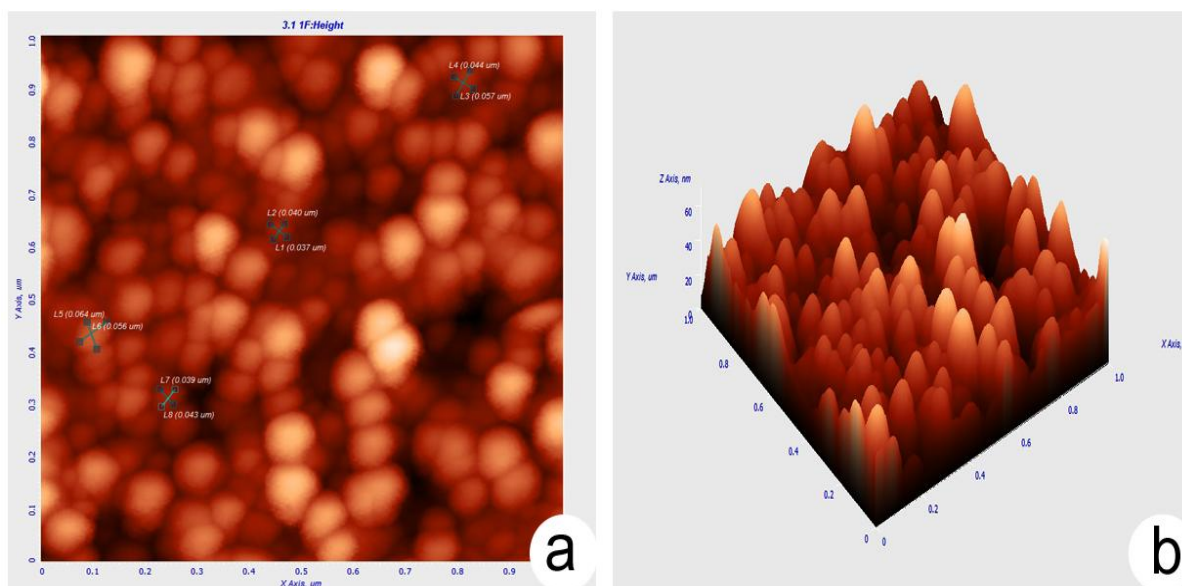 3.1 1F:Height
Y Axis, um
1.0
0.9
0.8
0.7
0.6
0.5
0.4
0.3
0.2
0.1
0
L4 (0.044 um)
L3 (0.057 um)
L2 (0.040 um)
L1 (0.037 um)
L5 (0.064 um)
L6 (0.056 um)
L7 (0.039 um)
L8 (0.043 um)
0 0.1 0.2 0.3 0.4 0.5 0.6 0.7 0.8 0.9
X Axis, um
a
Z Axis, nm
60
40
20
0
Y Axis, um
1.0
0.8
0.6
0.4
0.2
0
X Axis,
1.0
0.8
0.6
0.4
0.2
0
b